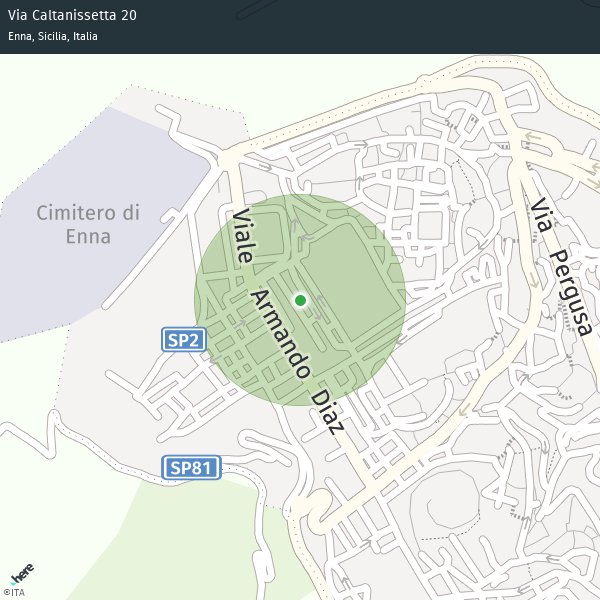 Via Caltanissetta 20
Enna, Sicilia, Italia
Cimitero di
Enna
Viale Armando Diaz
Via Pergusa
SP2
SP81
here
©ITA